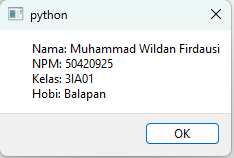 python
Nama: Muhammad Wildan Firdausi
NPM: 50420925
Kelas: 3IA01
Hobi: Balapan
OK